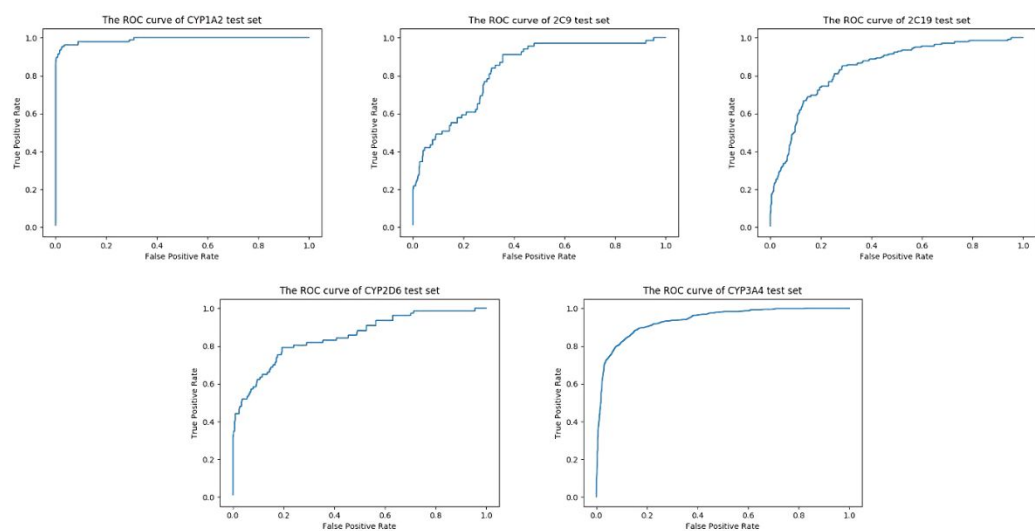 The ROC curve of CYP1A2 test set
1.0
0.8
0.6
0.4
0.2
0.0
True Positive Rate
0.0 0.2 0.4 0.6 0.8 1.0
False Positive Rate
The ROC curve of 2C9 test set
1.0
0.8
0.6
0.4
0.2
0.0
True Positive Rate
0.0 0.2 0.4 0.6 0.8 1.0
False Positive Rate
The ROC curve of 2C19 test set
1.0
0.8
0.6
0.4
0.2
0.0
True Positive Rate
0.0 0.2 0.4 0.6 0.8 1.0
False Positive Rate
The ROC curve of CYP2D6 test set
1.0
0.8
0.6
0.4
0.2
0.0
True Positive Rate
0.0 0.2 0.4 0.6 0.8 1.0
False Positive Rate
The ROC curve of CYP3A4 test set
1.0
0.8
0.6
0.4
0.2
0.0
True Positive Rate
0.0 0.2 0.4 0.6 0.8 1.0
False Positive Rate